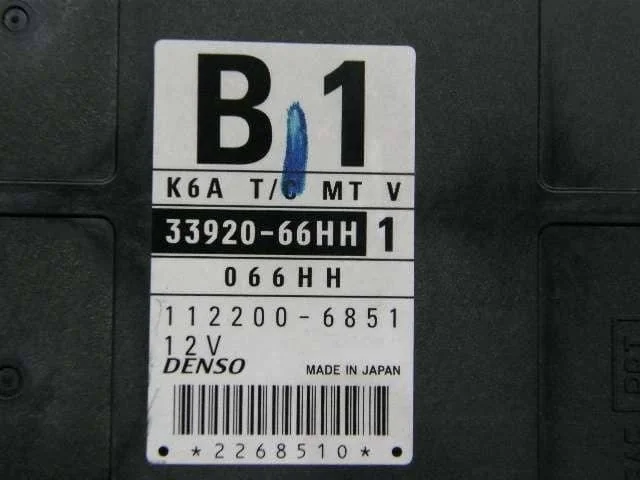 B 1
K6A T/C MT V
33920-66HH 1
066HH
112200-6851
12V
DENSO MADE IN JAPAN
*2268510*